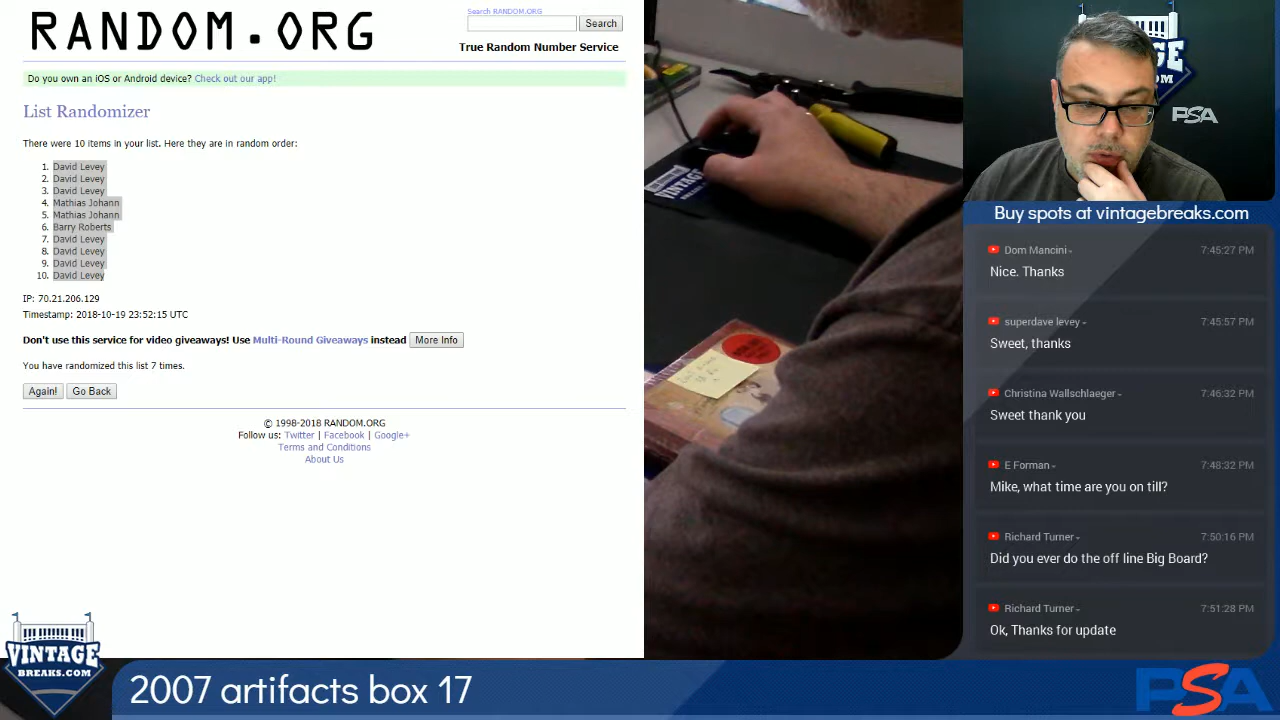 RANDOM.ORG
Search RANDOM.ORG
Search
True Random Number Service
Do you own an iOS or Android device? Check out our app!
List Randomizer
There were 10 items in your list. Here they are in random order:
1. David Levey
2. David Levey
3. David Levey
4. Mathias Johann
5. Mathias Johann
6. Barry Roberts
7. David Levey
8. David Levey
9. David Levey
10. David Levey
IP: 70.21.206.129
Timestamp: 2018-10-19 23:52:15 UTC
Don't use this service for video giveaways! Use Multi-Round Giveaways instead More Info
You have randomized this list 7 times.
Again! Go Back
© 1998-2018 RANDOM.ORG
Follow us: Twitter | Facebook | Google+
Terms and Conditions
About Us
VINTAGE
VINTAGE
PSA
Buy spots at vintagebreaks.com
Dom Mancini 7:45:27 PM
Nice. Thanks
superdave levey 7:45:57 PM
Sweet, thanks
Christina Wallschlaeger 7:46:32 PM
Sweet thank you
E Forman 7:48:32 PM
Mike, what time are you on till?
Richard Turner 7:50:16 PM
Did you ever do the off line Big Board?
Richard Turner 7:51:28 PM
Ok, Thanks for update
VINTAGE
BREAKS.COM
2007 artifacts box 17
PSA